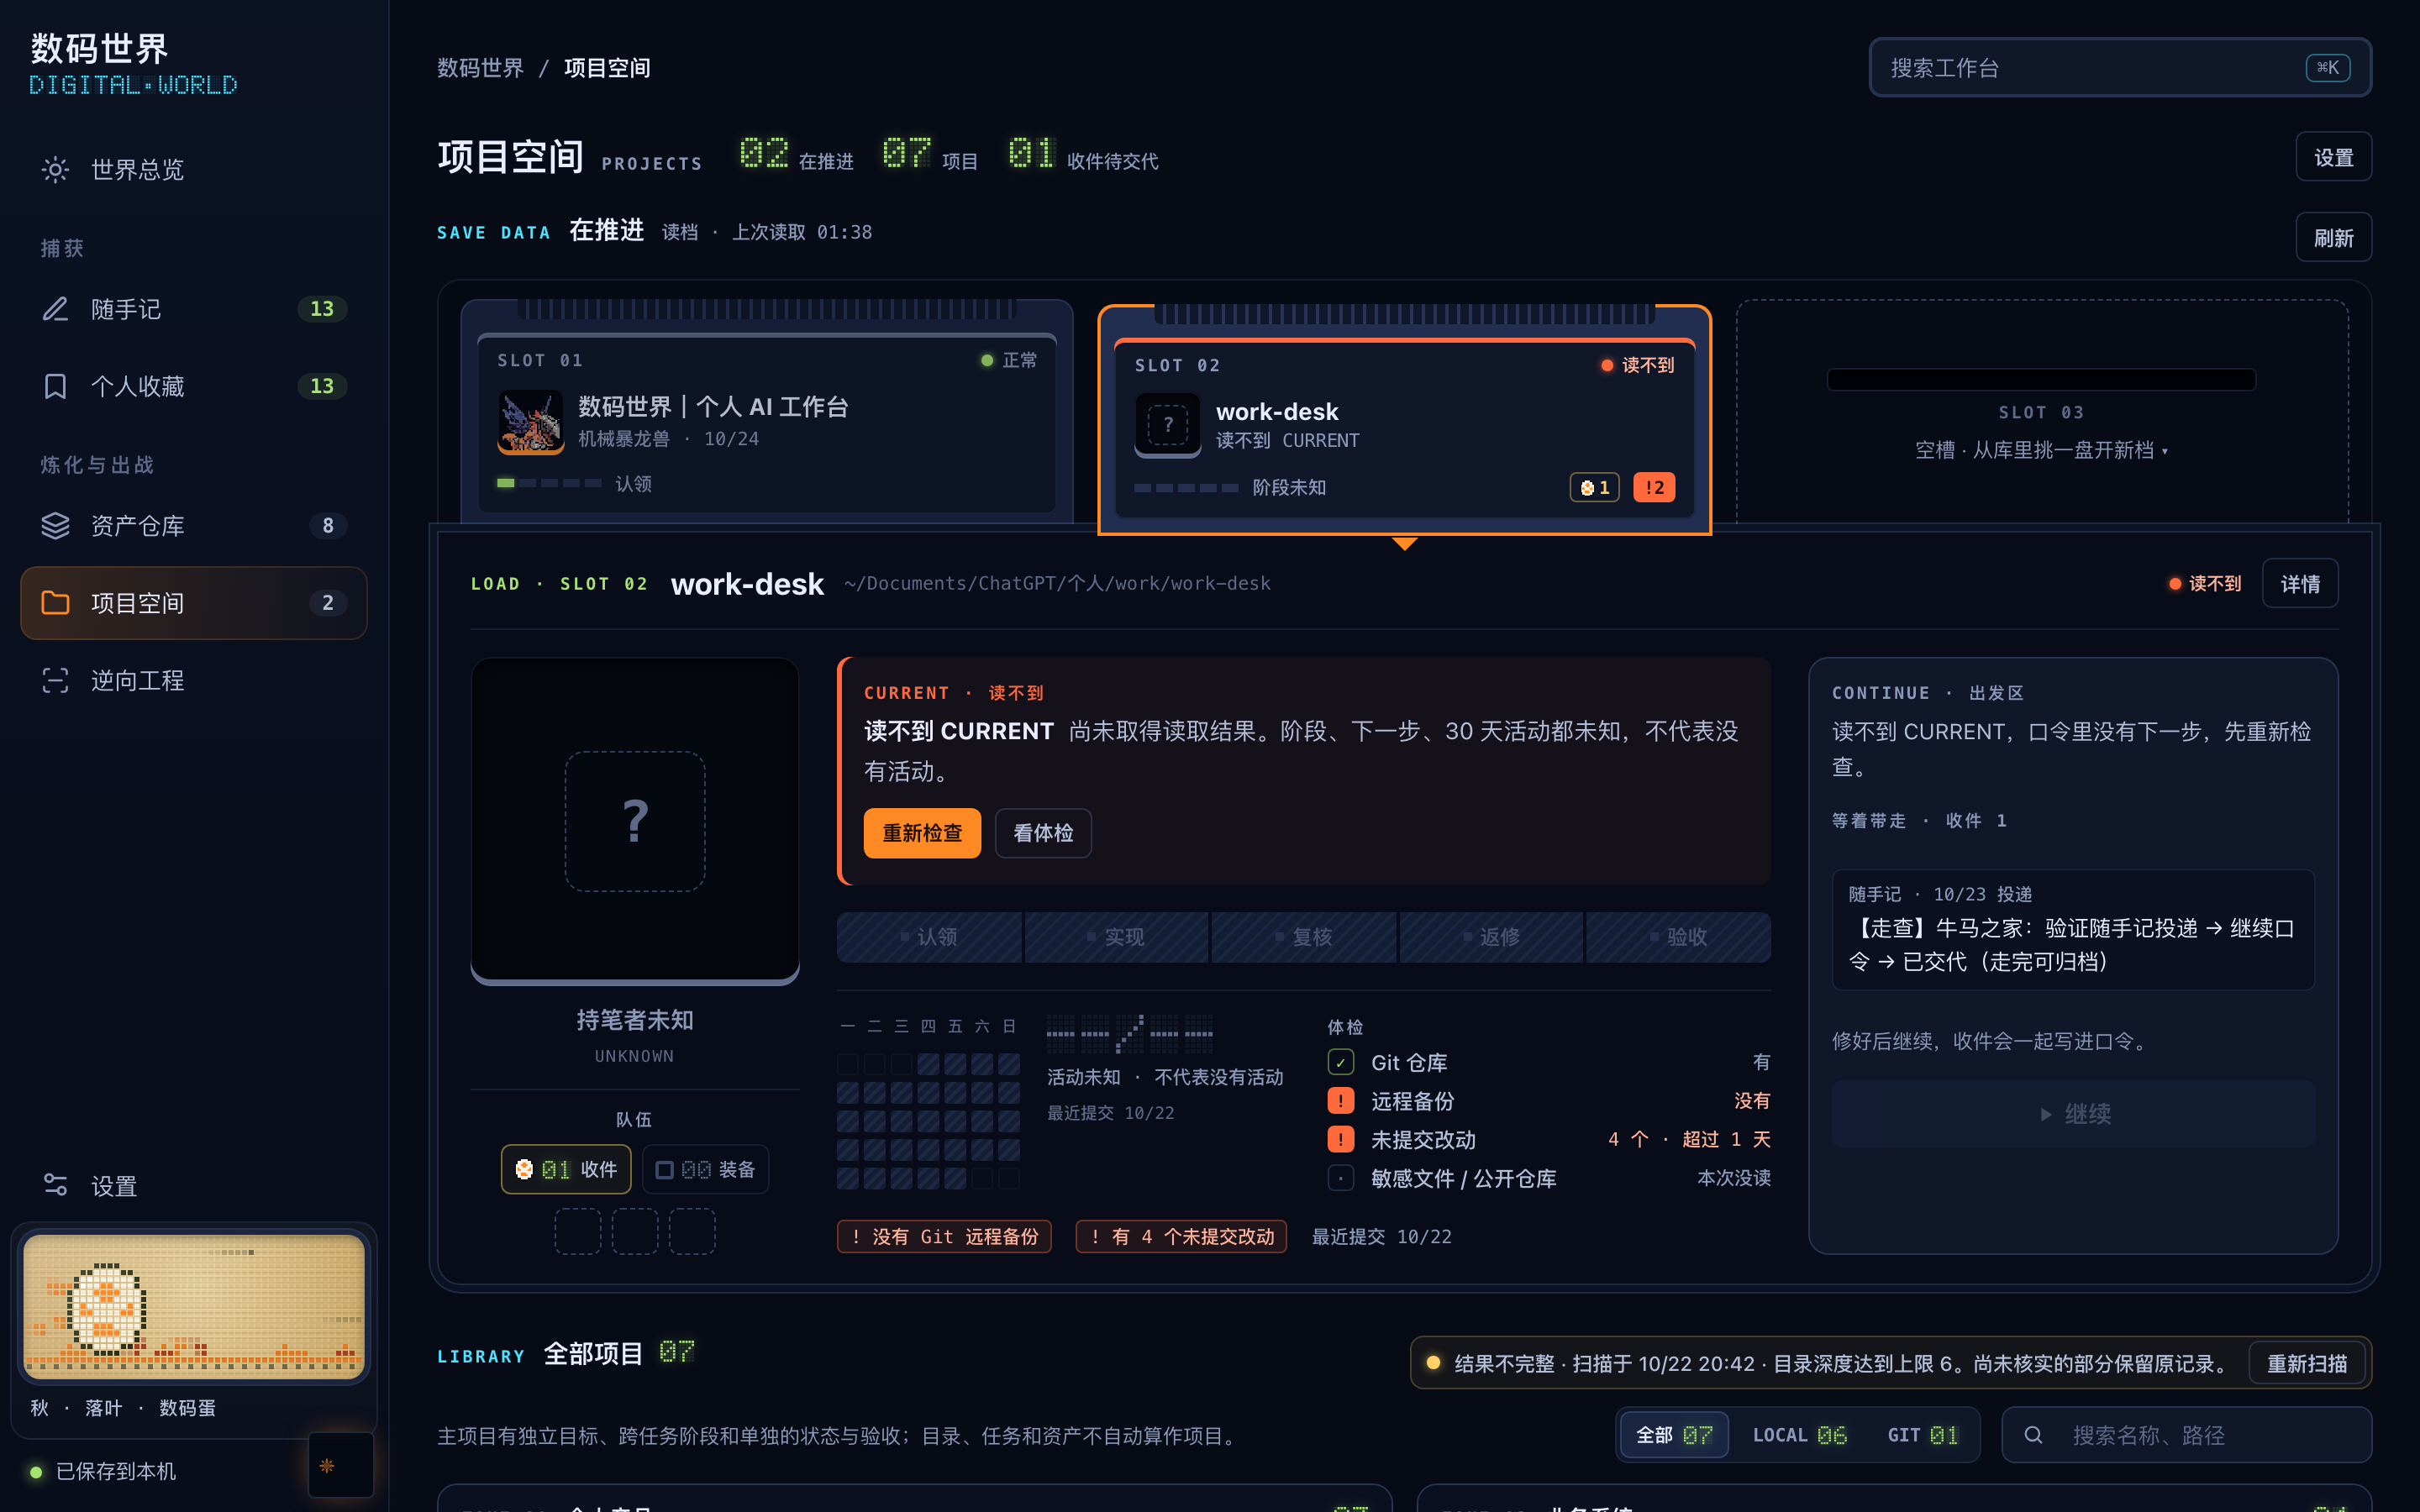 数码世界
DIGITAL·WORLD
世界总览
捕获
随手记 13
个人收藏 13
炼化与出战
资产仓库 8
项目空间 2
逆向工程
设置
秋 · 落叶 · 数码蛋
已保存到本机
数码世界 / 项目空间
搜索工作台 ⌘K
项目空间 PROJECTS 02 在推进 07 项目 01 收件待交代
设置
SAVE DATA 在推进 读档 · 上次读取 01:38
刷新
SLOT 01 正常
数码世界｜个人 AI 工作台
机械暴龙兽 · 10/24
认领
SLOT 02 读不到
?
work-desk
读不到 CURRENT
阶段未知 1 !2
SLOT 03
空槽 · 从库里挑一盘开新档 ▾
LOAD · SLOT 02 work-desk ~/Documents/ChatGPT/个人/work/work-desk
读不到 详情
?
持笔者未知
UNKNOWN
队伍
01 收件 00 装备
CURRENT · 读不到
读不到 CURRENT 尚未取得读取结果。阶段、下一步、30 天活动都未知，不代表没
有活动。
重新检查 看体检
认领 实现 复核 返修 验收
一 二 三 四 五 六 日
--/--
活动未知 · 不代表没有活动
最近提交 10/22
体检
✓ Git 仓库 有
! 远程备份 没有
! 未提交改动 4 个 · 超过 1 天
· 敏感文件 / 公开仓库 本次没读
! 没有 Git 远程备份 ! 有 4 个未提交改动 最近提交 10/22
CONTINUE · 出发区
读不到 CURRENT，口令里没有下一步，先重新检
查。
等着带走 · 收件 1
随手记 · 10/23 投递
【走查】牛马之家：验证随手记投递 → 继续口
令 → 已交代（走完可归档）
修好后继续，收件会一起写进口令。
▶ 继续
LIBRARY 全部项目 07
结果不完整 · 扫描于 10/22 20:42 · 目录深度达到上限 6。尚未核实的部分保留原记录。 重新扫描
主项目有独立目标、跨任务阶段和单独的状态与验收；目录、任务和资产不自动算作项目。
全部 07 LOCAL 06 GIT 01
搜索名称、路径